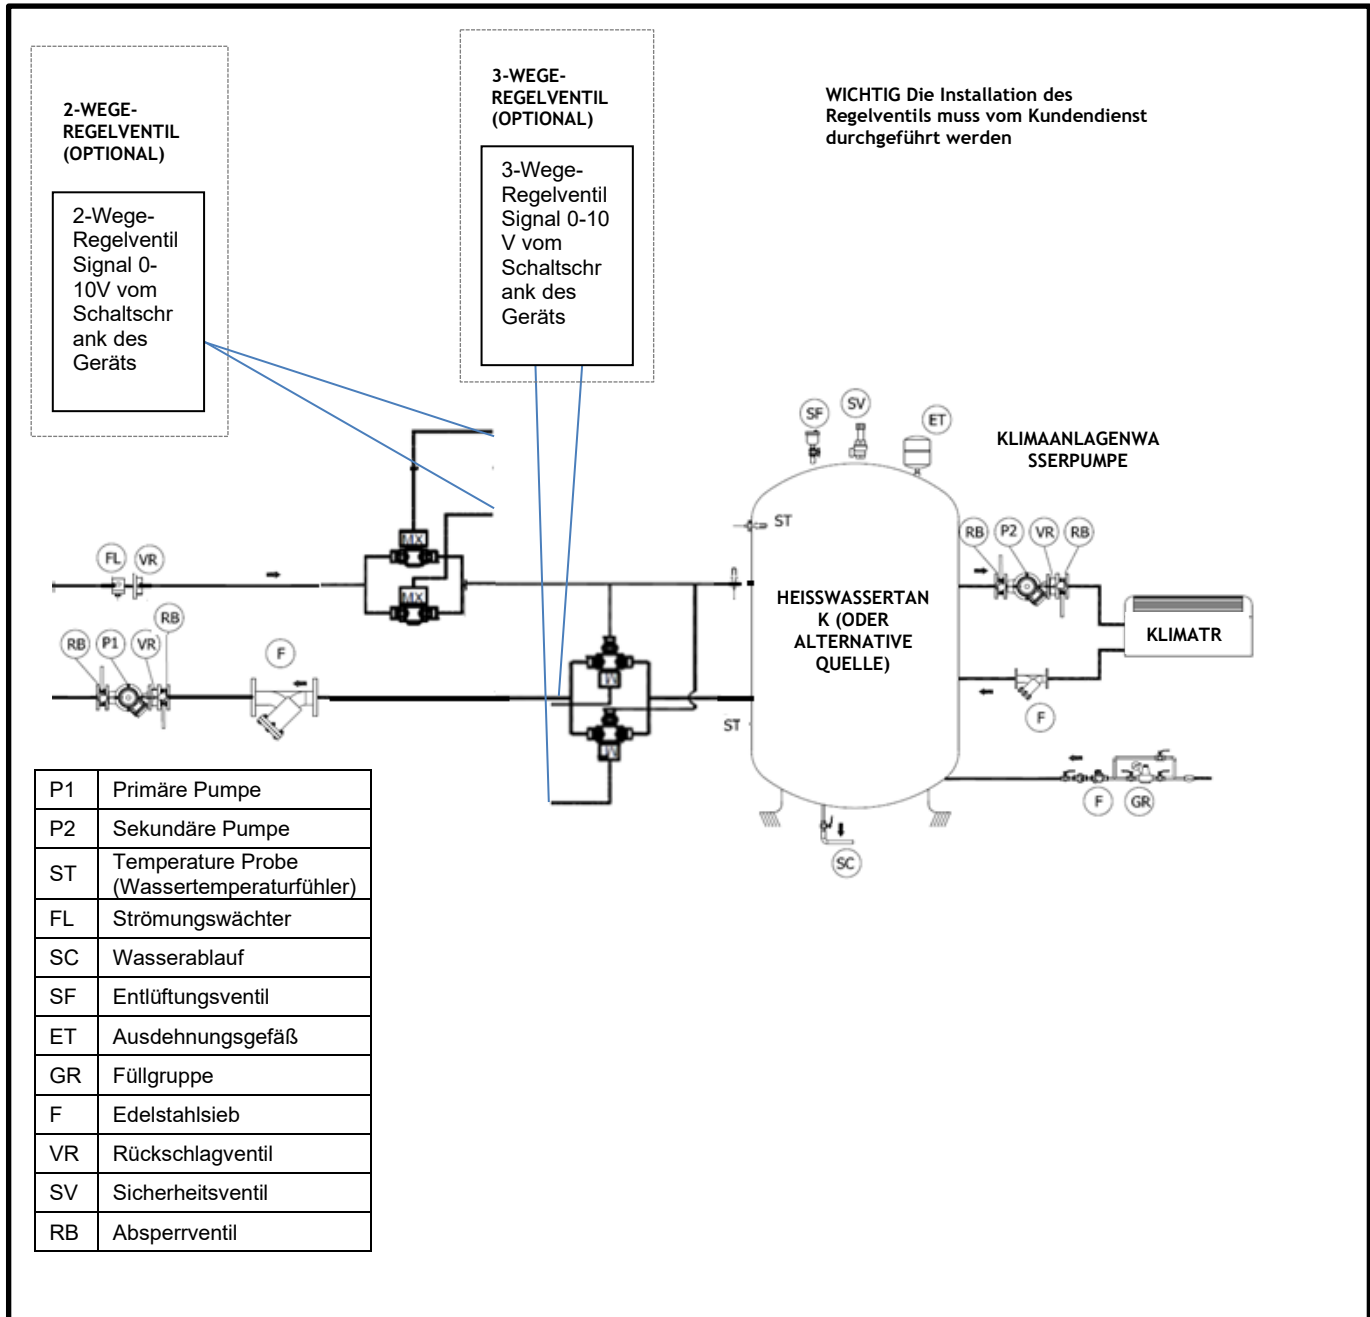 2-WEGE-
REGELVENTIL
(OPTIONAL)
2-Wege-
Regelventil
Signal 0-
10V vom
Schaltschr
ank des
Geräts
3-WEGE-
REGELVENTIL
(OPTIONAL)
3-Wege-
Regelventil
Signal 0-10
V vom
Schaltschr
ank des
Geräts
WICHTIG Die Installation des
Regelventils muss vom Kundendienst
durchgeführt werden
SF
SV
ET
KLIMAANLAGENWA
SSERPUMPE
ST
RB
P2
VR
RB
FL
VR
MX
MX
HEISSWASSERTAN
K (ODER
ALTERNATIVE
QUELLE)
KLIMATR
RB
P1
VR
RB
F
ST
F
F
GR
SC
P1 Primäre Pumpe
P2 Sekundäre Pumpe
ST Temperature Probe
(Wassertemperaturfühler)
FL Strömungswächter
SC Wasserablauf
SF Entlüftungsventil
ET Ausdehnungsgefäß
GR Füllgruppe
F Edelstahlsieb
VR Rückschlagventil
SV Sicherheitsventil
RB Absperrventil